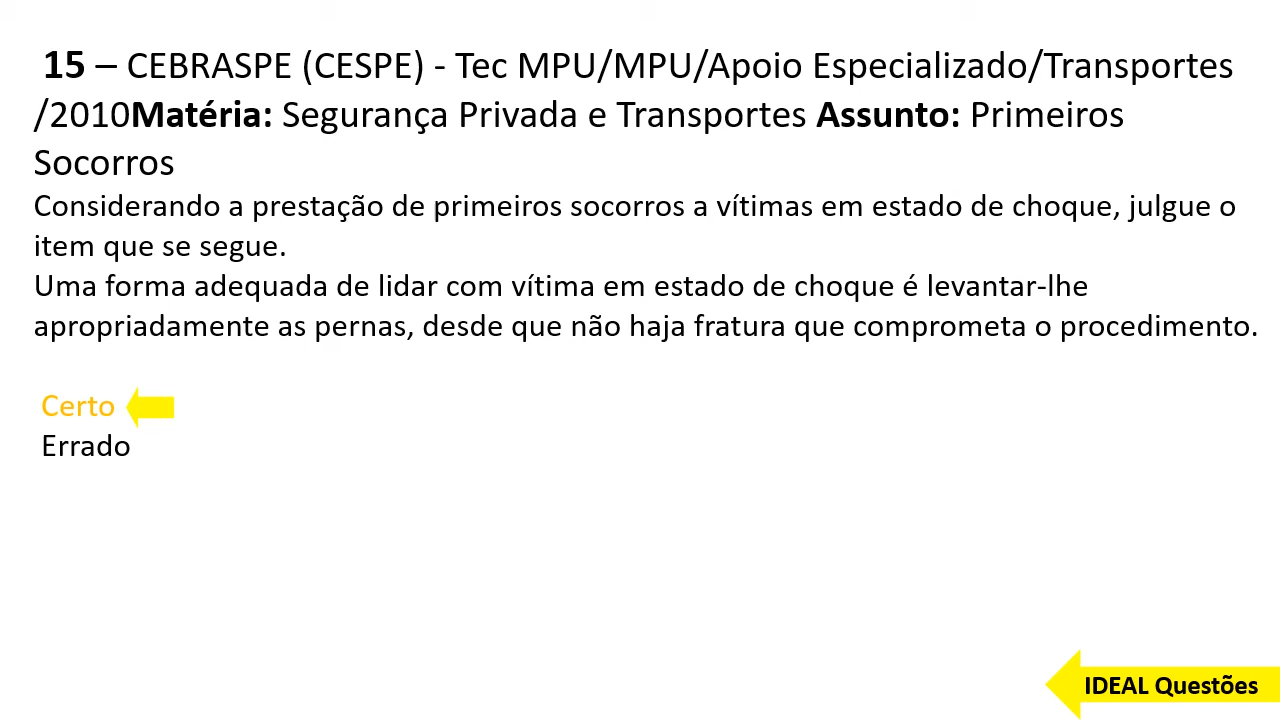 15 – CEBRASPE (CESPE) - Tec MPU/MPU/Apoio Especializado/Transportes
/2010Matéria: Segurança Privada e Transportes Assunto: Primeiros
Socorros
Considerando a prestação de primeiros socorros a vítimas em estado de choque, julgue o
item que se segue.
Uma forma adequada de lidar com vítima em estado de choque é levantar-lhe
apropriadamente as pernas, desde que não haja fratura que comprometa o procedimento.
Certo
Errado
IDEAL Questões